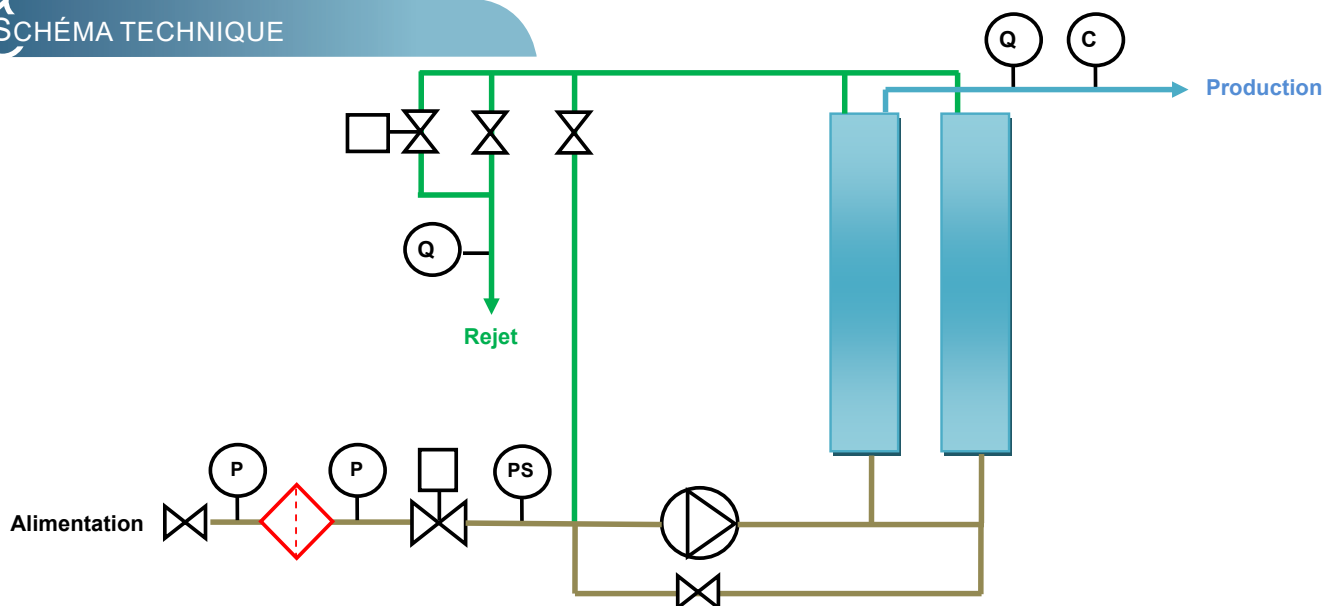 SCHÉMA TECHNIQUE
Q
C
Production
Q
Rejet
P
P
PS
Alimentation